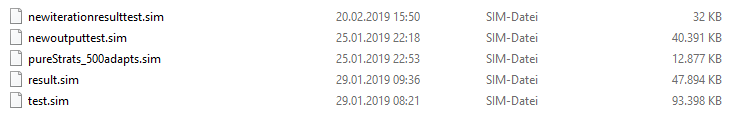 newiterationresulttest.sim 20.02.2019 15:50 SIM-Datei 32 KB
newoutputtest.sim 25.01.2019 22:18 SIM-Datei 40.391 KB
pureStrats_500adapts.sim 25.01.2019 22:53 SIM-Datei 12.877 KB
result.sim 29.01.2019 09:36 SIM-Datei 47.894 KB
test.sim 29.01.2019 08:21 SIM-Datei 93.398 KB